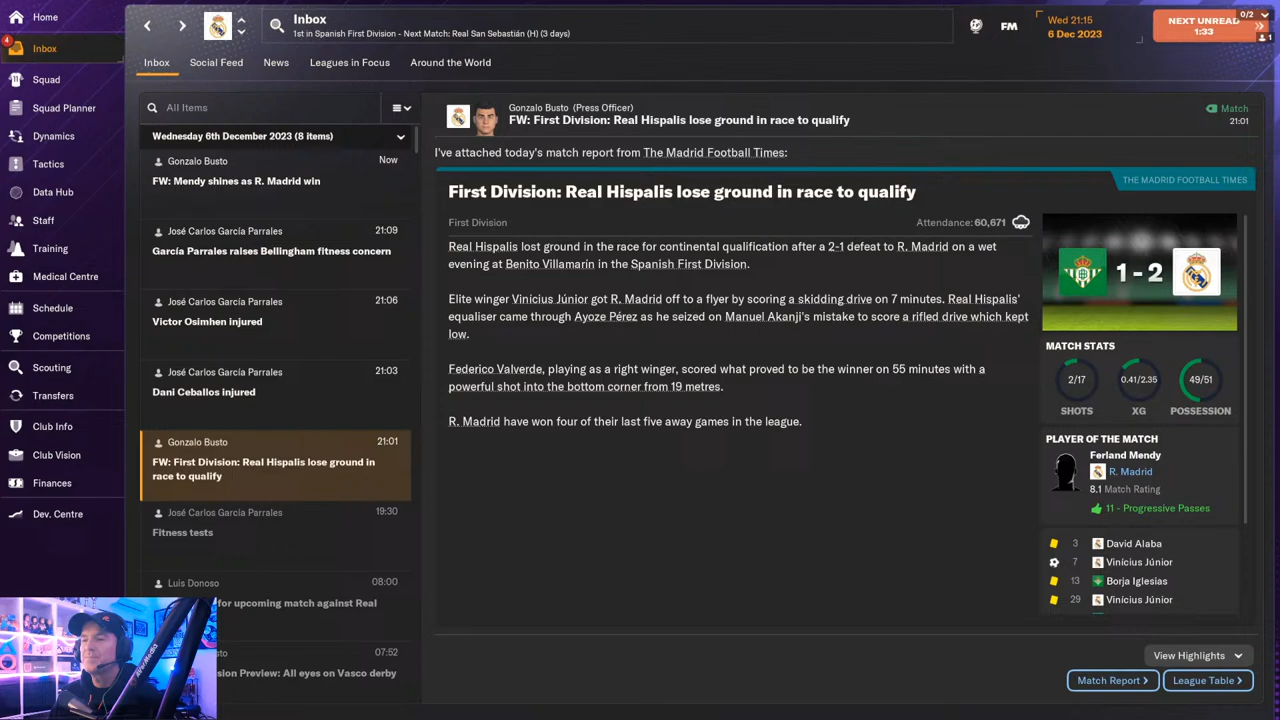 Home
4
Inbox
Squad
Squad Planner
Dynamics
Tactics
Data Hub
Staff
Training
Medical Centre
Schedule
Competitions
Scouting
Transfers
Club Info
Club Vision
Finances
Dev. Centre
Inbox
1st in Spanish First Division - Next Match: Real San Sebastián (H) (3 days)
FM
Wed 21:15
6 Dec 2023
NEXT UNREAD
1:33
0/2
1
Inbox
Social Feed
News
Leagues in Focus
Around the World
All Items
Wednesday 6th December 2023 (8 items)
Gonzalo Busto Now
FW: Mendy shines as R. Madrid win
José Carlos García Parrales 21:09
García Parrales raises Bellingham fitness concern
José Carlos García Parrales 21:06
Victor Osimhen injured
José Carlos García Parrales 21:03
Dani Ceballos injured
Gonzalo Busto 21:01
FW: First Division: Real Hispalis lose ground in
race to qualify
José Carlos García Parrales 19:30
Fitness tests
Luis Donoso 08:00
for upcoming match against Real
sto 07:52
sion Preview: All eyes on Vasco derby
AVerMedia
Gonzalo Busto (Press Officer)
FW: First Division: Real Hispalis lose ground in race to qualify
Match
21:01
I've attached today's match report from The Madrid Football Times:
THE MADRID FOOTBALL TIMES
First Division: Real Hispalis lose ground in race to qualify
First Division Attendance: 60,671
Real Hispalis lost ground in the race for continental qualification after a 2-1 defeat to R. Madrid on a wet
evening at Benito Villamarin in the Spanish First Division.
Elite winger Vinícius Júnior got R. Madrid off to a flyer by scoring a skidding drive on 7 minutes. Real Hispalis'
equaliser came through Ayoze Pérez as he seized on Manuel Akanji's mistake to score a rifled drive which kept
low.
Federico Valverde, playing as a right winger, scored what proved to be the winner on 55 minutes with a
powerful shot into the bottom corner from 19 metres.
R. Madrid have won four of their last five away games in the league.
1 - 2
MATCH STATS
2/17 0.41/2.35 49/51
SHOTS XG POSSESSION
PLAYER OF THE MATCH
Ferland Mendy
R. Madrid
8.1 Match Rating
11 - Progressive Passes
3 David Alaba
7 Vinícius Júnior
13 Borja Iglesias
29 Vinícius Júnior
View Highlights
Match Report
League Table